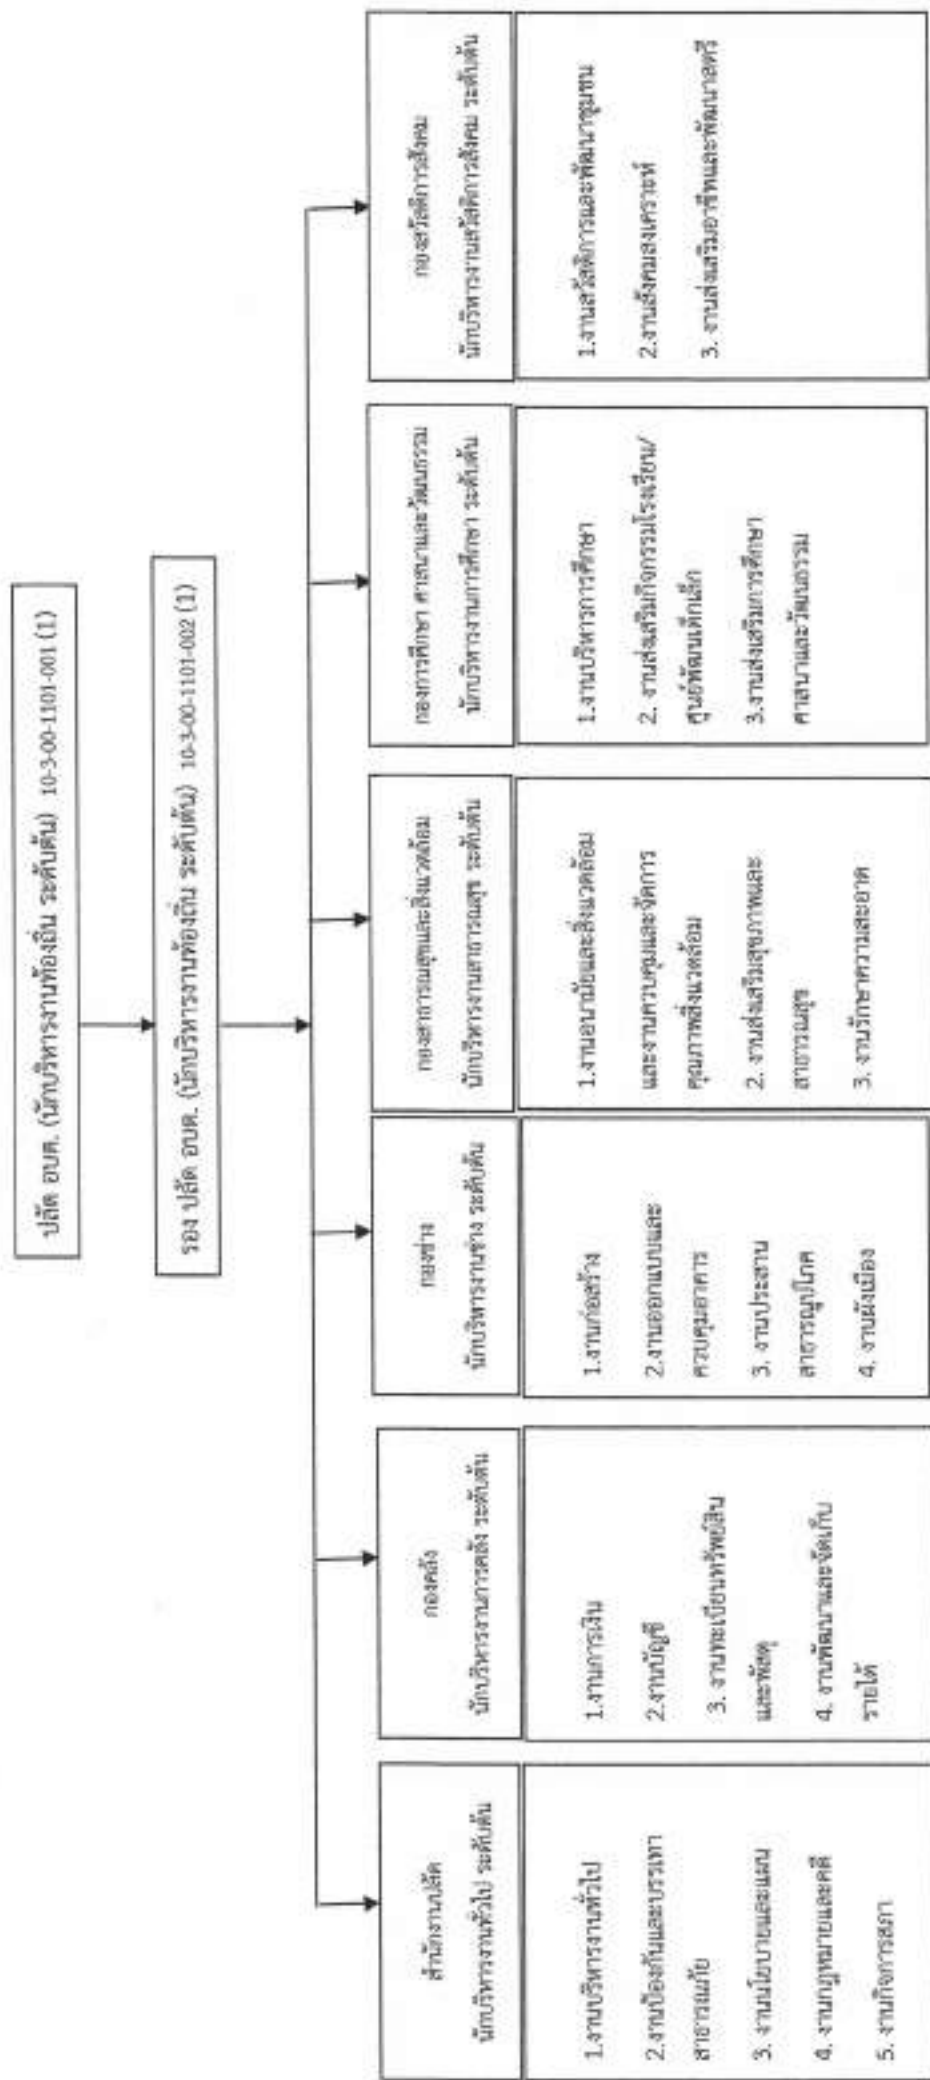 ปลัด อบต. (นักบริหารงานท้องถิ่น ระดับต้น) 10-3-00-1101-001 (1)
รอง ปลัด อบต. (นักบริหารงานท้องถิ่น ระดับต้น) 10-3-00-1101-002 (1)
สำนักงานปลัด
นักบริหารงานทั่วไป ระดับต้น
1.งานบริหารงานทั่วไป
2.งานป้องกันและบรรเทา
สาธารณภัย
3. งานนโยบายและแผน
4. งานกฎหมายและคดี
5. งานกิจการสภา
กองคลัง
นักบริหารงานการคลัง ระดับต้น
1.งานการเงิน
2.งานบัญชี
3. งานทะเบียนทรัพย์สิน
และพัสดุ
4. งานพัฒนาและจัดเก็บ
รายได้
กองช่าง
นักบริหารงานช่าง ระดับต้น
1.งานก่อสร้าง
2.งานออกแบบและ
ควบคุมอาคาร
3. งานประสาน
สาธารณูปโภค
4. งานผังเมือง
กองสาธารณสุขและสิ่งแวดล้อม
นักบริหารงานสาธารณสุข ระดับต้น
1.งานอนามัยและสิ่งแวดล้อม
และงานควบคุมและจัดการ
คุณภาพสิ่งแวดล้อม
2. งานส่งเสริมสุขภาพและ
สาธารณสุข
3. งานรักษาความสะอาด
กองการศึกษา ศาสนาและวัฒนธรรม
นักบริหารงานการศึกษา ระดับต้น
1.งานบริหารการศึกษา
2. งานส่งเสริมกิจกรรมโรงเรียน/
ศูนย์พัฒนเด็กเล็ก
3.งานส่งเสริมการศึกษา
ศาสนาและวัฒนธรรม
กองสวัสดิการสังคม
นักบริหารงานสวัสดิการสังคม ระดับต้น
1.งานสวัสดิการและพัฒนาชุมชน
2.งานสังคมสงเคราะห์
3. งานส่งเสริมอาชีพและพัฒนาสตรี